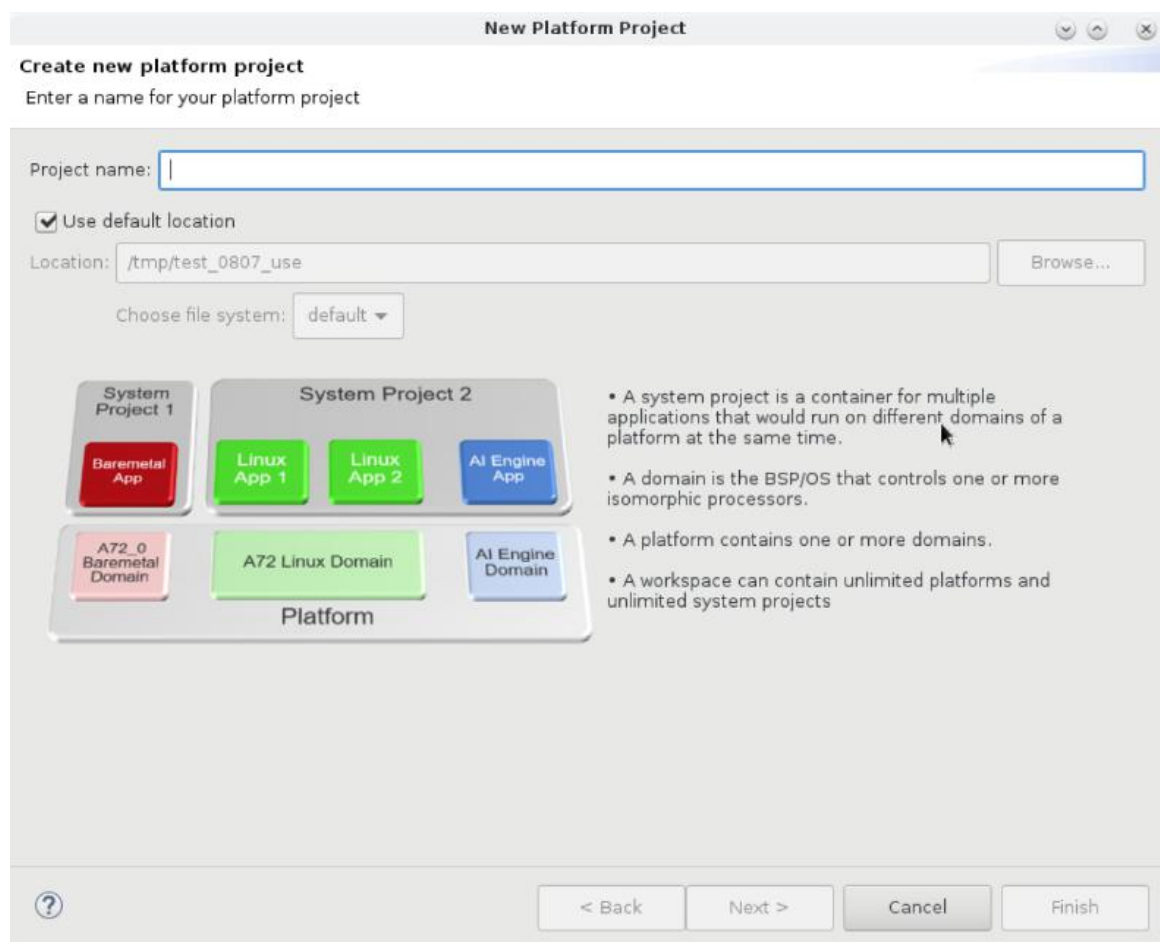 New Platform Project
Create new platform project
Enter a name for your platform project
Project name:
Use default location
Location: /tmp/test_0807_use Browse...
Choose file system: default
System
Project 1
System Project 2
Baremetal
App
Linux
App 1
Linux
App 2
AI Engine
App
A72_0
Baremetal
Domain
A72 Linux Domain
AI Engine
Domain
Platform
• A system project is a container for multiple
applications that would run on different domains of a
platform at the same time.
• A domain is the BSP/OS that controls one or more
isomorphic processors.
• A platform contains one or more domains.
• A workspace can contain unlimited platforms and
unlimited system projects
? < Back Next > Cancel Finish